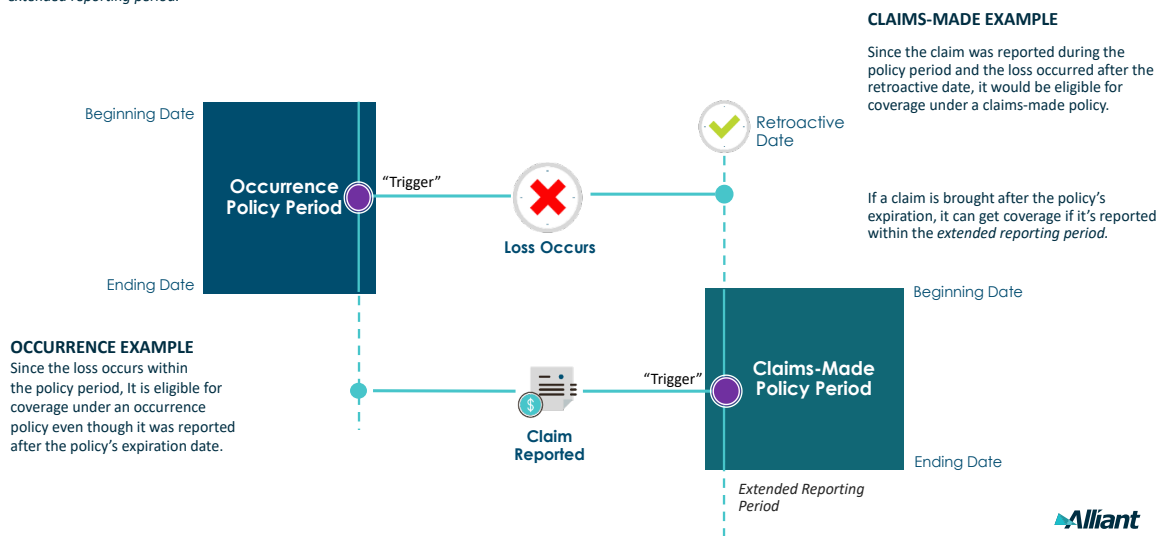 extended reporting period.
CLAIMS-MADE EXAMPLE
Since the claim was reported during the
policy period and the loss occurred after the
retroactive date, it would be eligible for
coverage under a claims-made policy.
Beginning Date
Retroactive
Date
Occurrence
Policy Period
“Trigger”
If a claim is brought after the policy’s
expiration, it can get coverage if it’s reported
within the extended reporting period.
Loss Occurs
Ending Date
Beginning Date
OCCURRENCE EXAMPLE
Since the loss occurs within
the policy period, It is eligible for
coverage under an occurrence
policy even though it was reported
after the policy’s expiration date.
“Trigger”
Claims-Made
Policy Period
$
Claim
Reported
Ending Date
Extended Reporting
Period
Alliant